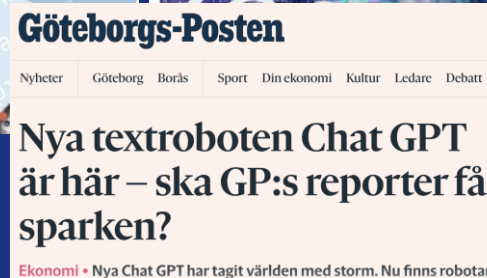 Göteborgs-Posten
Nyheter Göteborg Borås Sport Din ekonomi Kultur Ledare Debatt
Nya textroboten Chat GPT
är här – ska GP:s reporter få
sparken?
Ekonomi • Nya Chat GPT har tagit världen med storm. Nu finns robotar